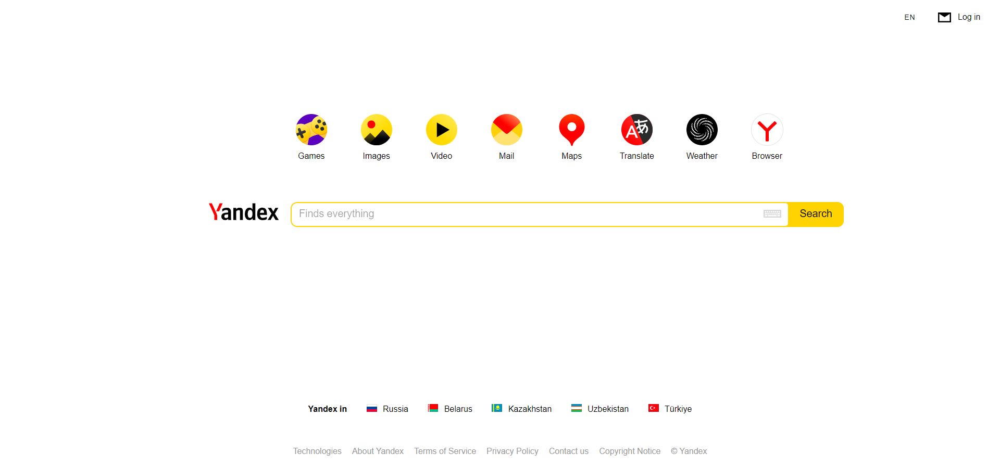 EN Log in
Games Images Video Mail Maps Translate Weather Browser
Yandex Finds everything Search
Yandex in Russia Belarus Kazakhstan Uzbekistan Türkiye
Technologies About Yandex Terms of Service Privacy Policy Contact us Copyright Notice © Yandex